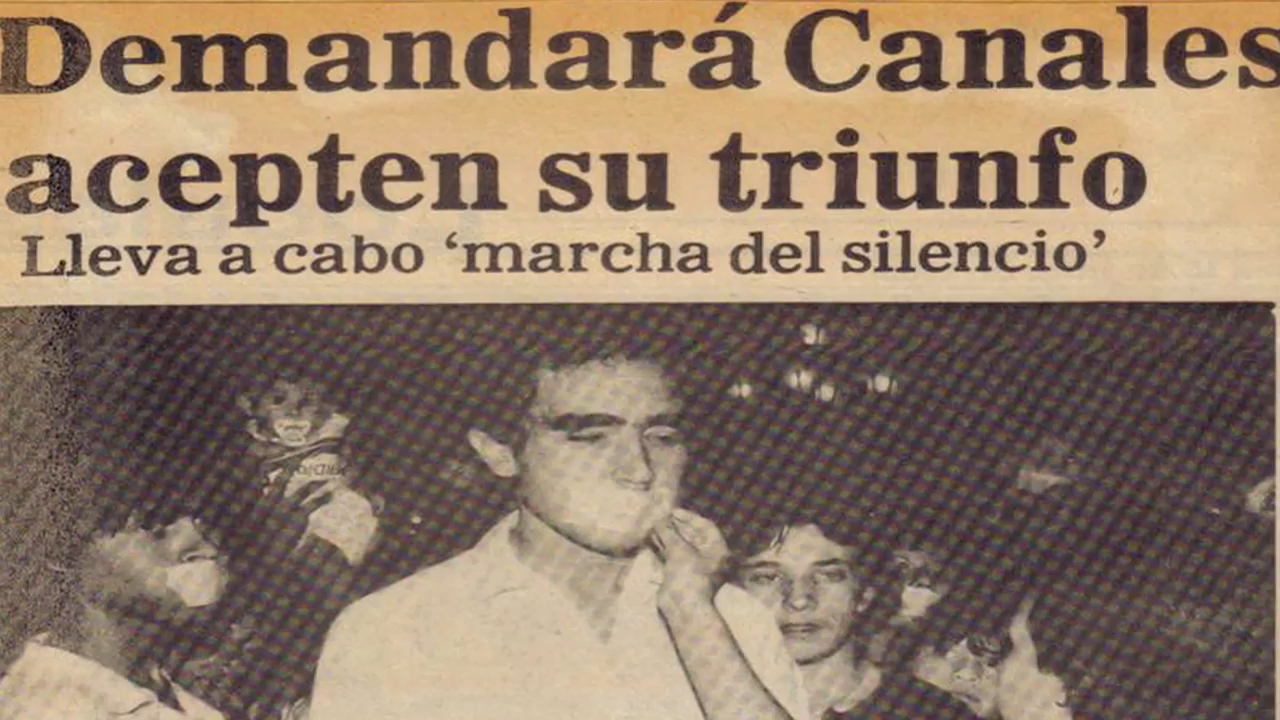 Demandará Canales
acepten su triunfo
Lleva a cabo ‘marcha del silencio’